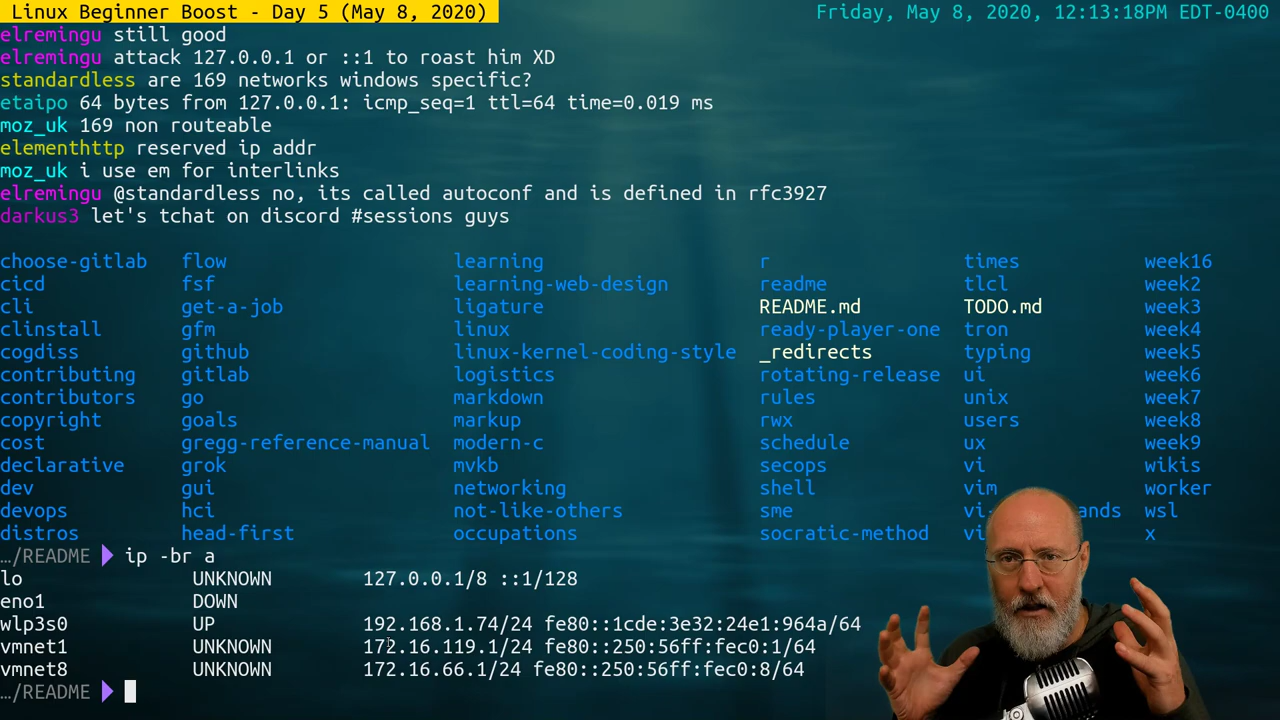 Linux Beginner Boost - Day 5 (May 8, 2020) Friday, May 8, 2020, 12:13:18PM EDT-0400
elremingu still good
elremingu attack 127.0.0.1 or ::1 to roast him XD
standardless are 169 networks windows specific?
etaipo 64 bytes from 127.0.0.1: icmp_seq=1 ttl=64 time=0.019 ms
moz_uk 169 non routeable
elementhttp reserved ip addr
moz_uk i use em for interlinks
elremingu @standardless no, its called autoconf and is defined in rfc3927
darkus3 let's tchat on discord #sessions guys
choose-gitlab flow learning r times week16
cicd fsf learning-web-design readme tlcl week2
cli get-a-job ligature README.md TODO.md week3
clinstall gfm linux ready-player-one tron week4
cogdiss github linux-kernel-coding-style _redirects typing week5
contributing gitlab logistics rotating-release ui week6
contributors go markdown rules unix week7
copyright goals markup rwx users week8
cost gregg-reference-manual modern-c schedule ux week9
declarative grok mvkb secops vi wikis
dev gui networking shell vim worker
devops hci not-like-others sme wsl
distros head-first occupations socratic-method x
…/README ip -br a
lo UNKNOWN 127.0.0.1/8 ::1/128
eno1 DOWN
wlp3s0 UP 192.168.1.74/24 fe80::1cde:3e32:24e1:964a/64
vmnet1 UNKNOWN 172.16.119.1/24 fe80::250:56ff:fec0:1/64
vmnet8 UNKNOWN 172.16.66.1/24 fe80::250:56ff:fec0:8/64
…/README